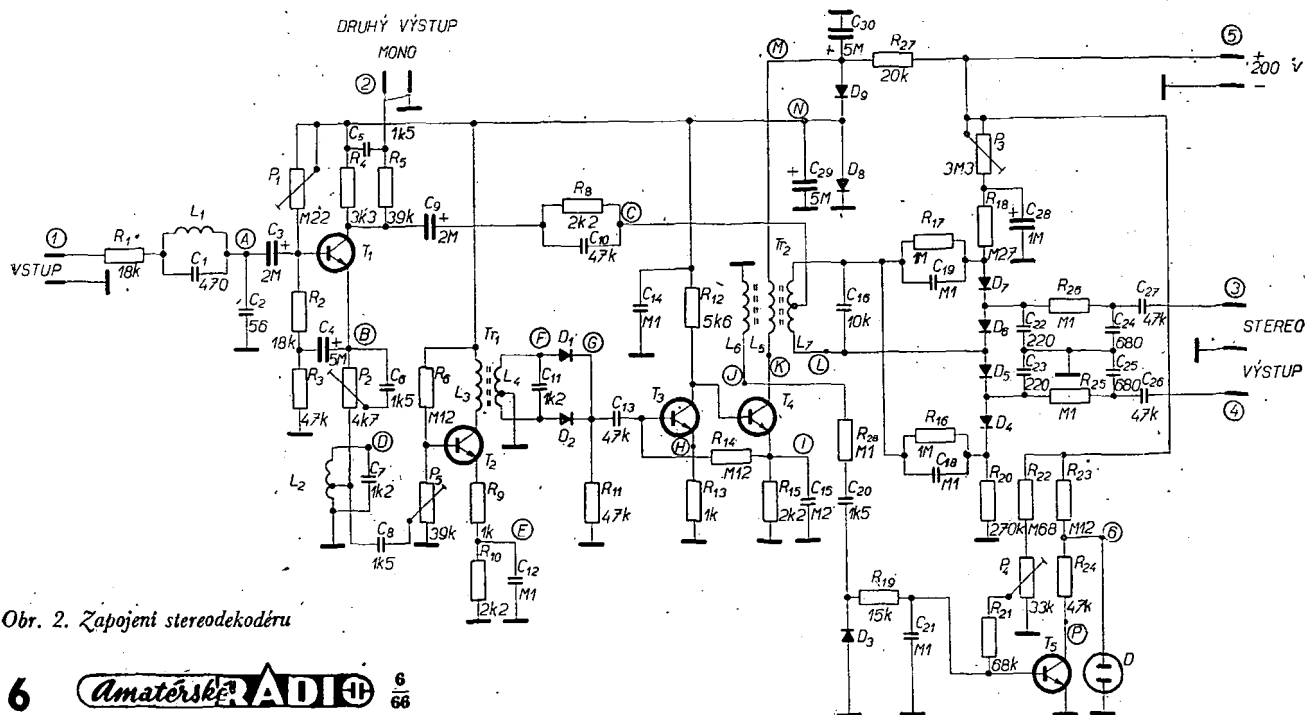 DRUHÝ VÝSTUP
MONO
2
C5
1k5
P1
M22
R4
3k3
R5
39k
C9
2M
1
VSTUP
R1
18k
L1
C1
470
A
C2
56
C3
2M
T1
R2
18k
C4
5M
B
R3
47k
P2
4k7
C6
1k5
D
L2
C7
1k2
C8
1k5
P5
39k
R6
M12
Tr1
L3
L4
T2
R9
1k
E
R10
2k2
C12
M1
F
C11
1k2
D1
D2
G
R11
47k
C13
47k
R8
2k2
C10
47k
C
C14
M1
R12
5k6
T3
H
R13
1k
R14
M12
T4
I
R15
2k2
C15
M2
C30
5M
M
R27
20k
5
+
200 V
−
D9
N
C29
5M
D8
Tr2
L6
L5
L7
J
K
L
C16
10k
R17
1M
C19
M1
P3
3M3
R18
M27
C28
1M
D7
D6
D5
D4
C22
220
C23
220
R26
M1
C24
680
C27
47k
3
STEREO
VÝSTUP
C25
680
R25
M1
C26
47k
4
R16
1M
C18
M1
R28
M1
C20
1k5
D3
R19
15k
C21
M1
R20
270k
R22
M68
R23
M12
6
P4
33k
R24
47k
R21
68k
P
T5
D
Obr. 2. Zapojení stereodekodéru
6 Amatérské RADIO 6/66